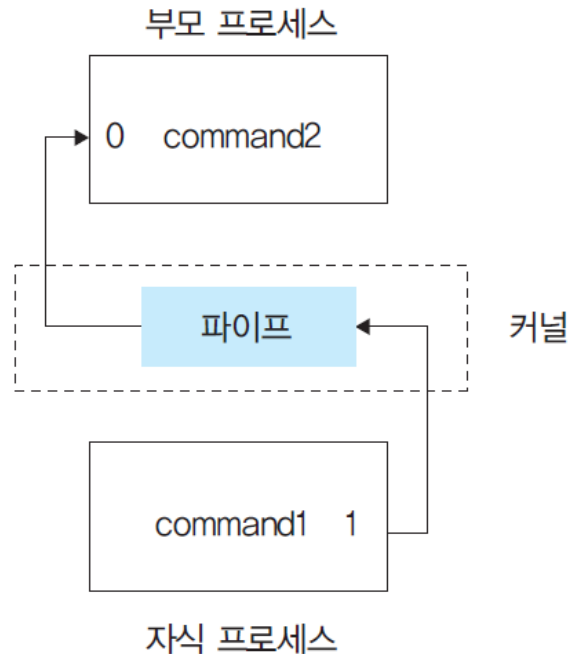 부모 프로세스
0 command2
파이프
커널
command1 1
자식 프로세스